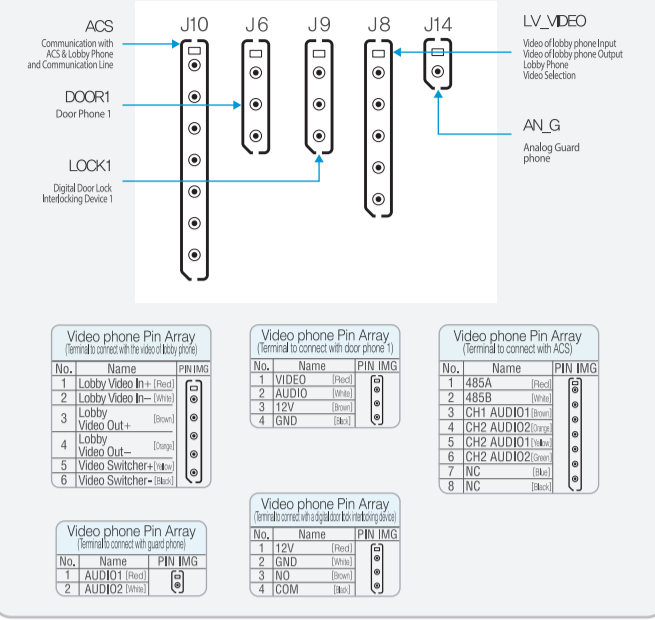 J10 J6 J9 J8 J14
ACS
Communication with
ACS & Lobby Phone
and Communication Line
DOOR1
Door Phone 1
LOCK1
Digital Door Lock
Interlocking Device 1
LV_VIDEO
Video of lobby phone Input
Video of lobby phone Output
Lobby Phone
Video Selection
AN_G
Analog Guard
phone
Video phone Pin Array
(Terminal to connect with the video of lobby phone)
No. Name PIN IMG
1 Lobby Video In+ [Red]
2 Lobby Video In− [White]
3 Lobby
Video Out+ [Brown]
4 Lobby
Video Out− [Orange]
5 Video Switcher+ [Yellow]
6 Video Switcher- [Black]
Video phone Pin Array
(Terminal to connect with guard phone)
No. Name PIN IMG
1 AUDIO1 [Red]
2 AUDIO2 [White]
Video phone Pin Array
(Terminal to connect with door phone 1)
No. Name PIN IMG
1 VIDEO [Red]
2 AUDIO [White]
3 12V [Brown]
4 GND [Black]
Video phone Pin Array
(Terminal to connect with a digital door lock interlocking device)
No. Name PIN IMG
1 12V [Red]
2 GND [White]
3 NO [Brown]
4 COM [Black]
Video phone Pin Array
(Terminal to connect with ACS)
No. Name PIN IMG
1 485A [Red]
2 485B [White]
3 CH1 AUDIO1 [Brown]
4 CH2 AUDIO2 [Orange]
5 CH2 AUDIO1 [Yellow]
6 CH2 AUDIO2 [Green]
7 NC [Blue]
8 NC [Black]